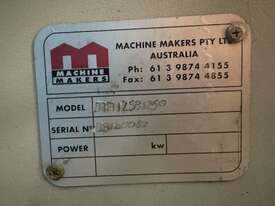 MACHINE MAKERS PTY LT
AUSTRALIA
Ph: 61 3 9874 4155
Fax: 61 3 9874 4855
MACHINE
MAKERS
MODEL
SERIAL Nº
POWER kw